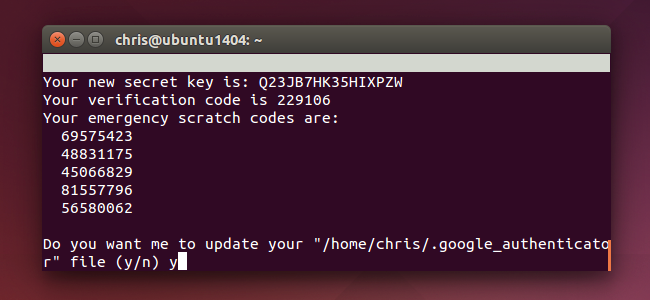 chris@ubuntu1404: ~
Your new secret key is: Q23JB7HK35HIXPZW
Your verification code is 229106
Your emergency scratch codes are:
69575423
48831175
45066829
81557796
56580062
Do you want me to update your "/home/chris/.google_authenticato
r" file (y/n) y